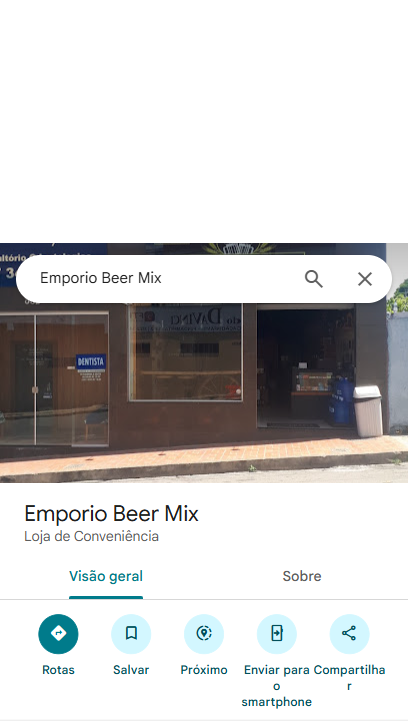 Emporio Beer Mix
DENTISTA
Emporio Beer Mix
Loja de Conveniência
Visão geral
Sobre
Rotas
Salvar
Próximo
Enviar para
o
smartphone
Compartilha
r